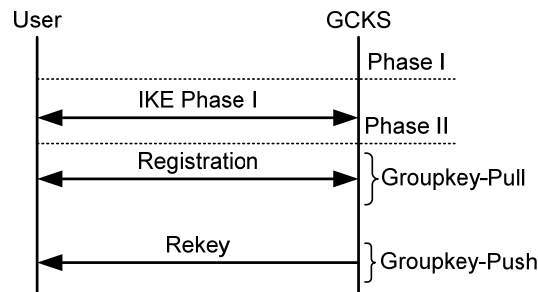 User
GCKS
Phase I
IKE Phase I
Phase II
Registration
Groupkey-Pull
Rekey
Groupkey-Push